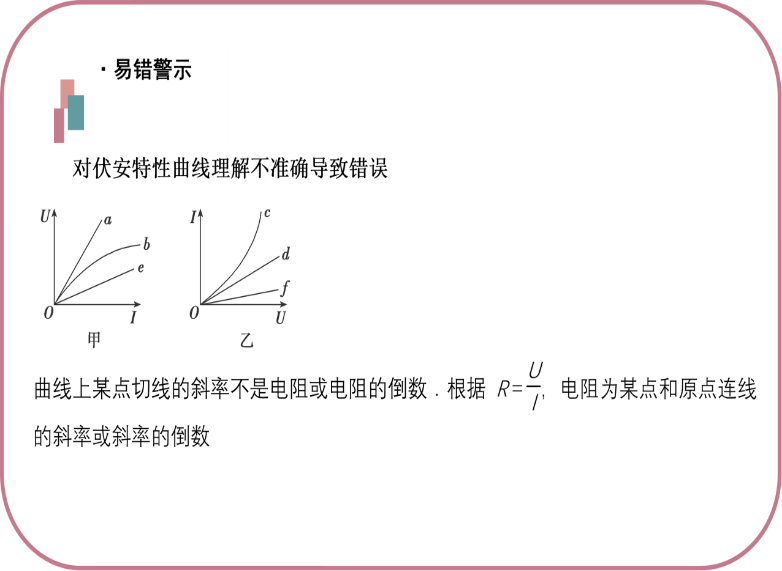 ·易错警示
对伏安特性曲线理解不准确导致错误
U a b e O I
甲
I c d f O U
乙
曲线上某点切线的斜率不是电阻或电阻的倒数．根据 R=U/I, 电阻为某点和原点连线
的斜率或斜率的倒数